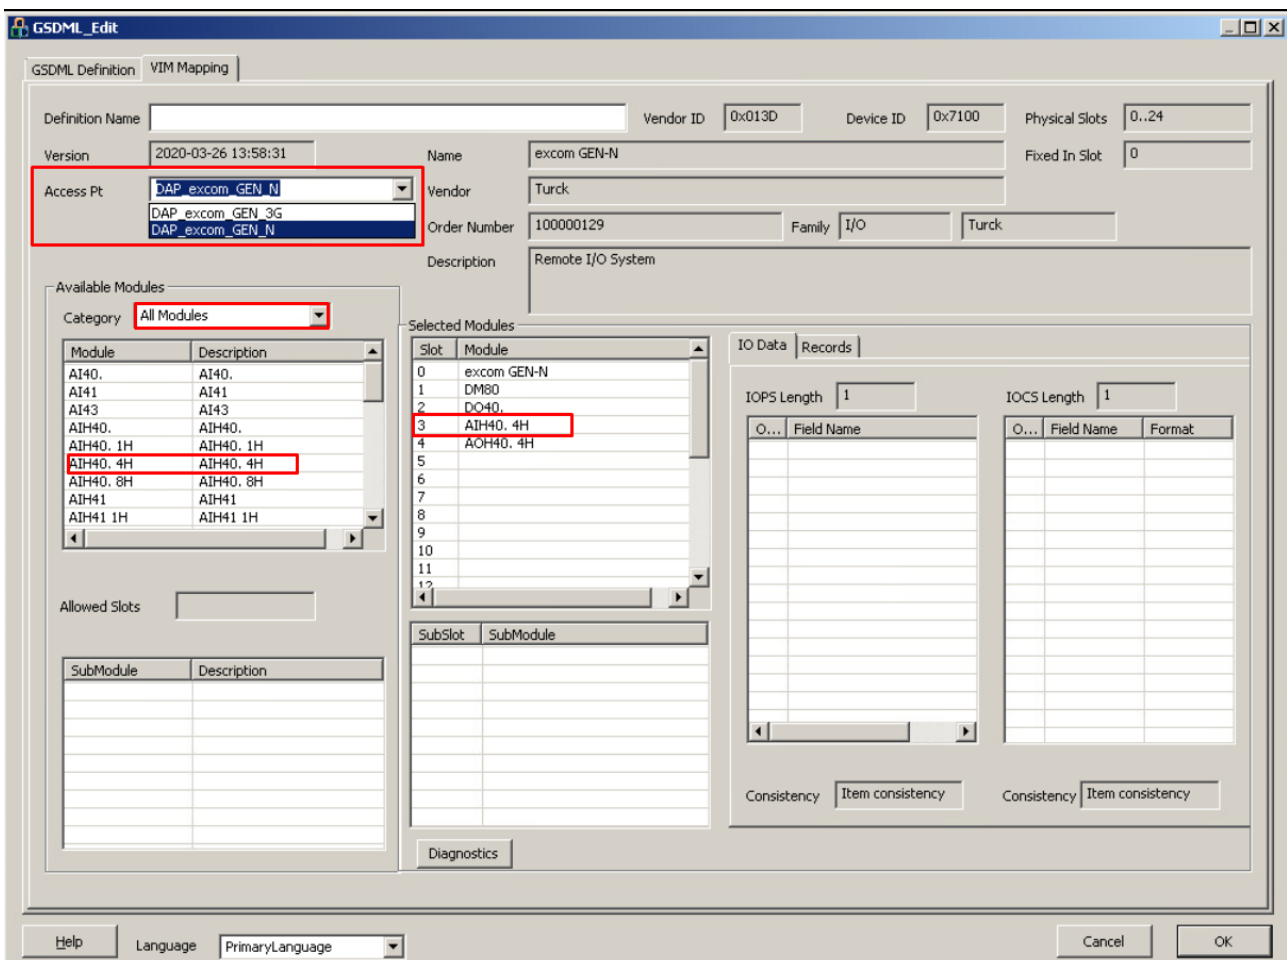 GSDML_Edit
GSDML Definition VIM Mapping
Definition Name Vendor ID 0x013D Device ID 0x7100 Physical Slots 0..24
Version 2020-03-26 13:58:31 Name excom GEN-N Fixed In Slot 0
Access Pt DAP_excom_GEN_N Vendor Turck
DAP_excom_GEN_3G
DAP_excom_GEN_N
Order Number 100000129 Family I/O Turck
Description Remote I/O System
Available Modules
Category All Modules
Module Description
AI40. AI40.
AI41 AI41
AI43 AI43
AIH40. AIH40.
AIH40. 1H AIH40. 1H
AIH40. 4H AIH40. 4H
AIH40. 8H AIH40. 8H
AIH41 AIH41
AIH41 1H AIH41 1H
Allowed Slots
SubModule Description
Selected Modules
Slot Module
0 excom GEN-N
1 DM80
2 DO40.
3 AIH40. 4H
4 AOH40. 4H
5
6
7
8
9
10
11
12
SubSlot SubModule
Diagnostics
IO Data Records
IOPS Length 1 IOCS Length 1
O... Field Name O... Field Name Format
Consistency Item consistency Consistency Item consistency
Help Language PrimaryLanguage Cancel OK